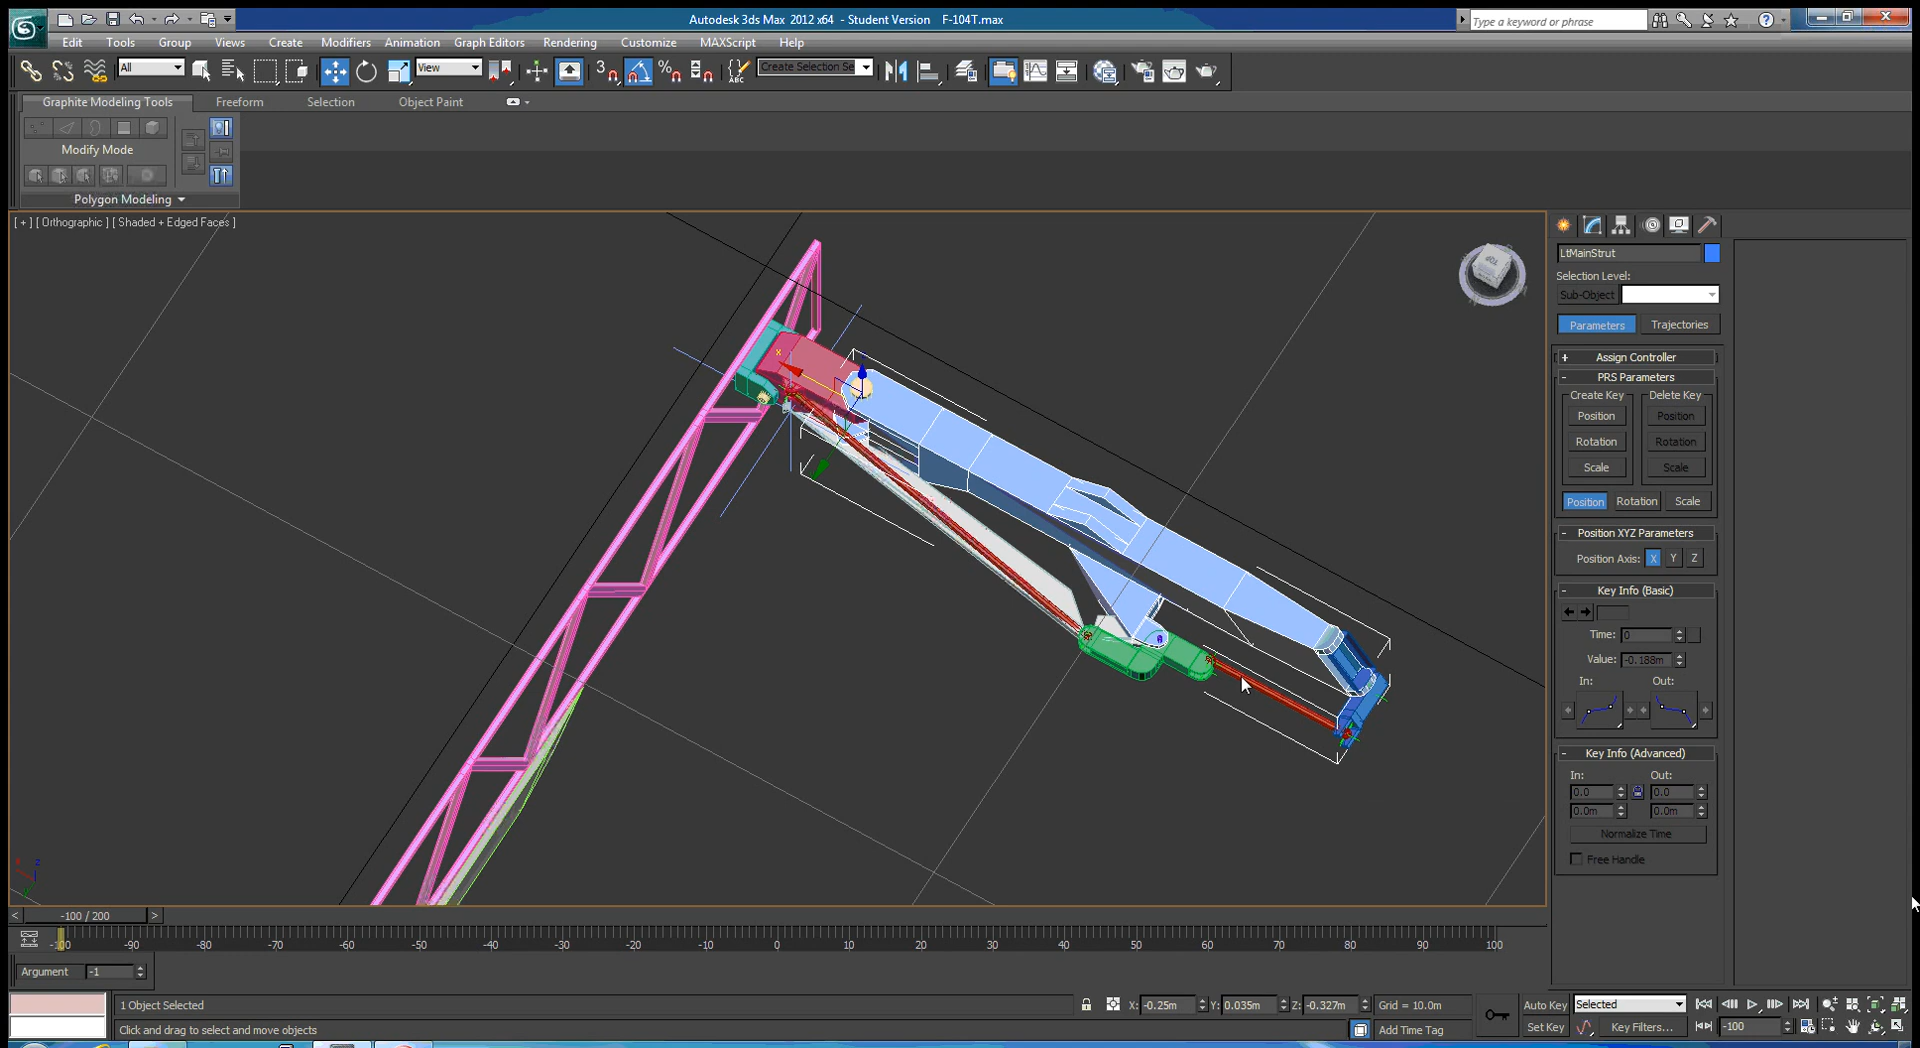 Autodesk 3ds Max 2012 x64 - Student Version F-104T.max
Type a keyword or phrase
Edit Tools Group Views Create Modifiers Animation Graph Editors Rendering Customize MAXScript Help
All
View
3
Create Selection Se
Graphite Modeling Tools Freeform Selection Object Paint
Modify Mode
Polygon Modeling
[ + ] [ Orthographic ] [ Shaded + Edged Faces ]
TOP
LtMainStrut
Selection Level:
Sub-Object
Parameters Trajectories
+ Assign Controller
- PRS Parameters
Create Key Delete Key
Position Position
Rotation Rotation
Scale Scale
Position Rotation Scale
- Position XYZ Parameters
Position Axis: X Y Z
- Key Info (Basic)
Time: 0
Value: -0.188m
In: Out:
- Key Info (Advanced)
In: Out:
0.0 0.0
0.0m 0.0m
Normalize Time
Free Handle
x
x z
y
< -100 / 200 >
-100 -90 -80 -70 -60 -50 -40 -30 -20 -10 0 10 20 30 40 50 60 70 80 90 100
Argument -1
1 Object Selected X: -0.25m Y: 0.035m Z: -0.327m Grid = 10.0m Auto Key Selected
Click and drag to select and move objects Add Time Tag Set Key Key Filters... -100